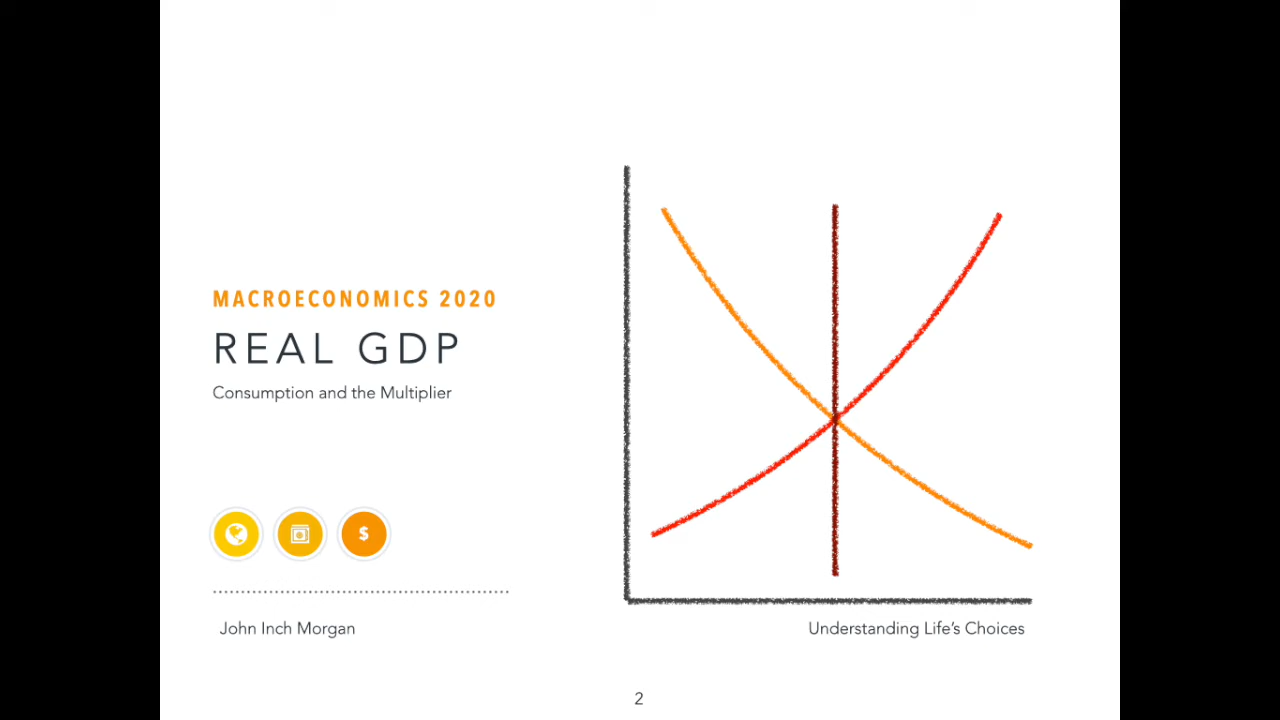 MACROECONOMICS 2020
REAL GDP
Consumption and the Multiplier
$
John Inch Morgan
Understanding Life's Choices
2